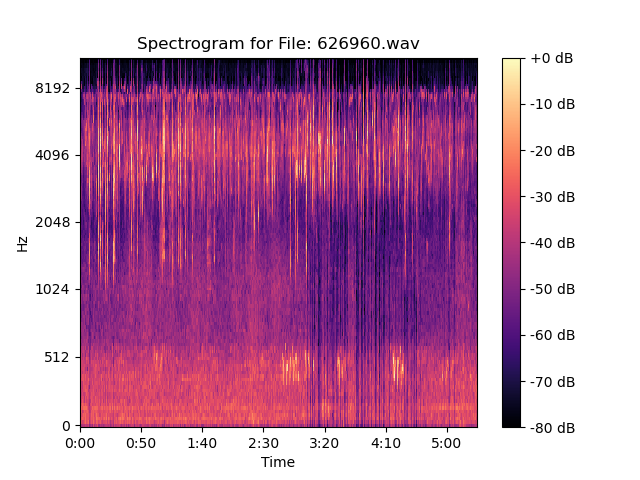 Spectrogram for File: 626960.wav
+0 dB
8192
-10 dB
4096
-20 dB
-30 dB
2048
Hz
-40 dB
1024
-50 dB
512
-60 dB
-70 dB
0
-80 dB
0:00 0:50 1:40 2:30 3:20 4:10 5:00
Time